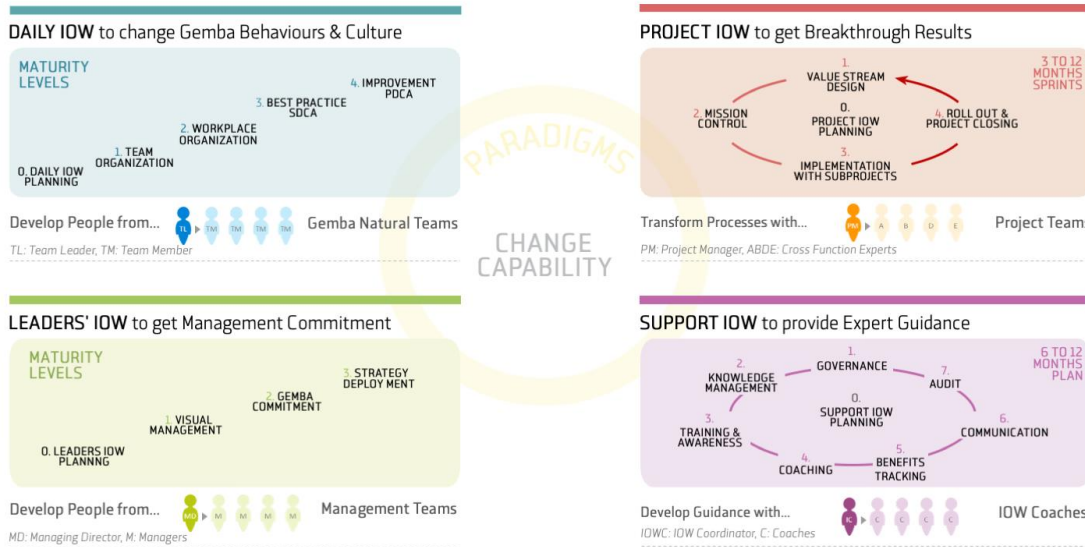 DAILY IOW to change Gemba Behaviours & Culture
MATURITY
LEVELS
4. IMPROVEMENT
PDCA
3. BEST PRACTICE
SDCA
2. WORKPLACE
ORGANIZATION
1. TEAM
ORGANIZATION
0. DAILY IOW
PLANNING
Develop People from...
TL TM TM TM TM
Gemba Natural Teams
TL: Team Leader, TM: Team Member
PROJECT IOW to get Breakthrough Results
3 TO 12
MONTHS
SPRINTS
1.
VALUE STREAM
DESIGN
2. MISSION
CONTROL
0.
PROJECT IOW
PLANNING
4. ROLL OUT &
PROJECT CLOSING
3.
IMPLEMENTATION
WITH SUBPROJECTS
Transform Processes with...
PM A B D E
Project Team
PM: Project Manager, ABDE: Cross Function Experts
PARADIGMS
CHANGE
CAPABILITY
LEADERS' IOW to get Management Commitment
MATURITY
LEVELS
3. STRATEGY
DEPLOY MENT
2. GEMBA
COMMITMENT
1. VISUAL
MANAGEMENT
0. LEADERS IOW
PLANNNG
Develop People from...
MD M M M M
Management Teams
MD: Managing Director, M: Managers
SUPPORT IOW to provide Expert Guidance
6 TO 12
MONTHS
PLAN
1.
GOVERNANCE
2.
KNOWLEDGE
MANAGEMENT
7.
AUDIT
0.
SUPPORT IOW
PLANNING
3.
TRAINING &
AWARENESS
6.
COMMUNICATION
4.
COACHING
5.
BENEFITS
TRACKING
Develop Guidance with...
IC C C C C
IOW Coaches
IOWC: IOW Coordinator, C: Coaches